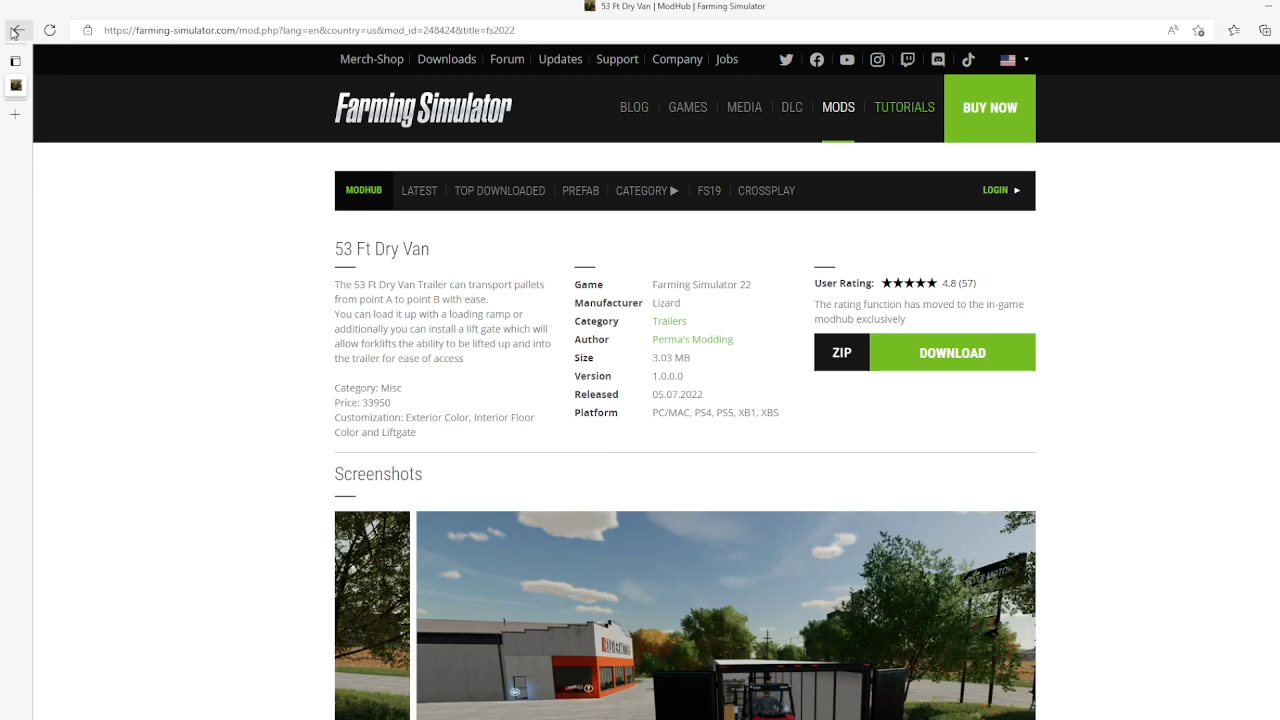 53 Ft Dry Van | ModHub | Farming Simulator
https://farming-simulator.com/mod.php?lang=en&country=us&mod_id=248424&title=fs2022
Merch-Shop Downloads Forum Updates Support Company Jobs
Farming Simulator
BLOG GAMES MEDIA DLC MODS TUTORIALS BUY NOW
MODHUB LATEST TOP DOWNLOADED PREFAB CATEGORY ▶ FS19 CROSSPLAY LOGIN ▶
53 Ft Dry Van
The 53 Ft Dry Van Trailer can transport pallets
from point A to point B with ease.
You can load it up with a loading ramp or
additionally you can install a lift gate which will
allow forklifts the ability to be lifted up and into
the trailer for ease of access
Category: Misc
Price: 33950
Customization: Exterior Color, Interior Floor
Color and Liftgate
Game Farming Simulator 22
Manufacturer Lizard
Category Trailers
Author Perma's Modding
Size 3.03 MB
Version 1.0.0.0
Released 05.07.2022
Platform PC/MAC, PS4, PS5, XB1, XBS
User Rating: ★★★★★ 4.8 (57)
The rating function has moved to the in-game
modhub exclusively
ZIP DOWNLOAD
Screenshots